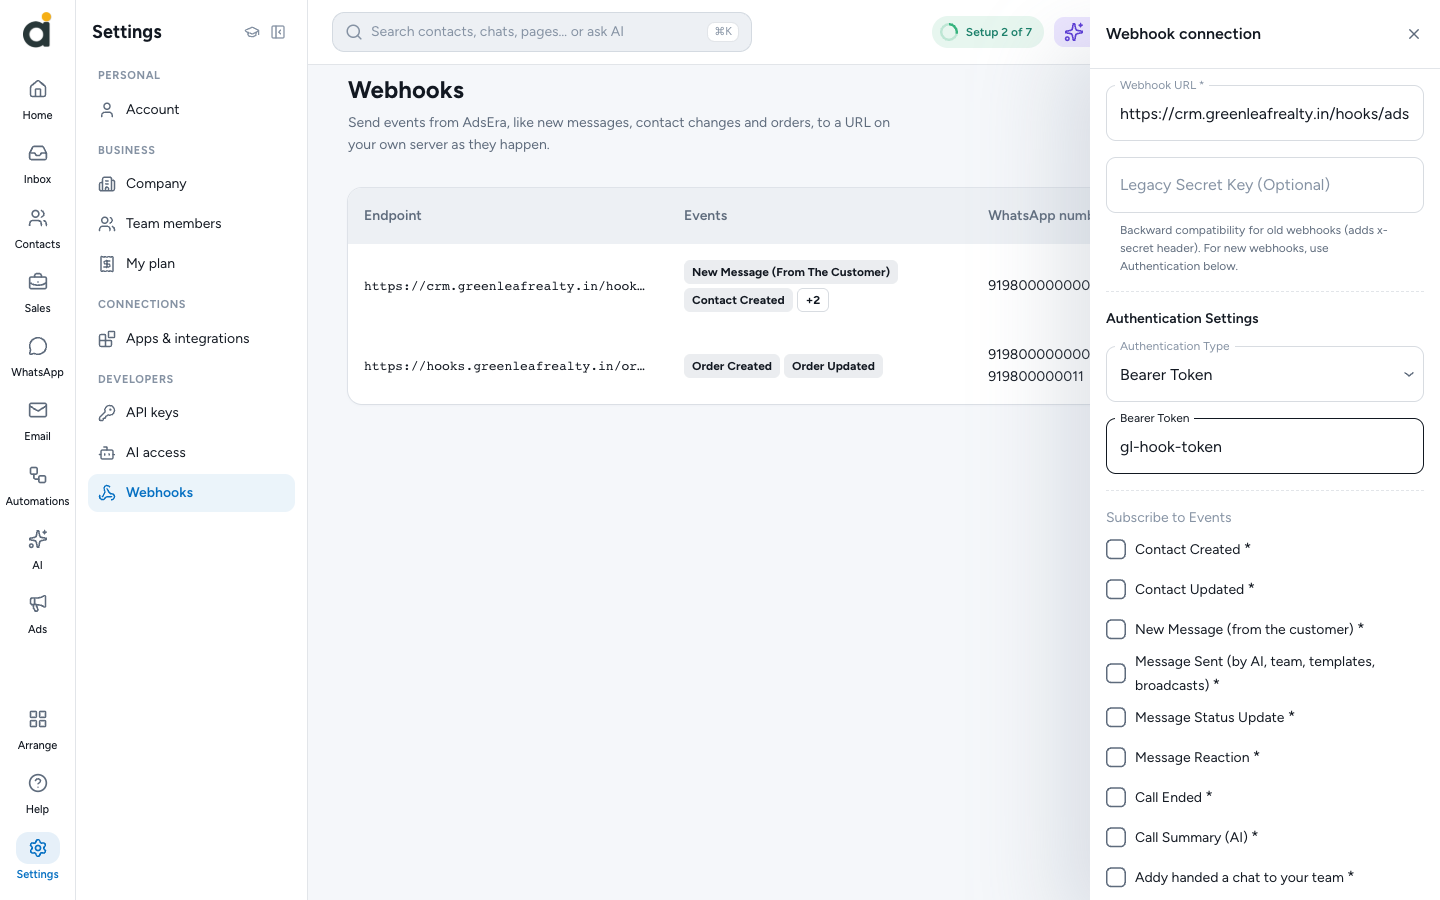 Home
Inbox
Contacts
Sales
WhatsApp
Email
Automations
AI
Ads
Arrange
Help
Settings
Settings
PERSONAL
Account
BUSINESS
Company
Team members
My plan
CONNECTIONS
Apps & integrations
DEVELOPERS
API keys
AI access
Webhooks
Search contacts, chats, pages... or ask AI
⌘K
Setup 2 of 7
Webhooks
Send events from AdsEra, like new messages, contact changes and orders, to a URL on
your own server as they happen.
Endpoint Events WhatsApp numb
https://crm.greenleafrealty.in/hook… New Message (From The Customer) 919800000000
Contact Created +2
https://hooks.greenleafrealty.in/or… Order Created Order Updated 919800000000
919800000011
Webhook connection
Webhook URL *
https://crm.greenleafrealty.in/hooks/ads
Legacy Secret Key (Optional)
Backward compatibility for old webhooks (adds x-
secret header). For new webhooks, use
Authentication below.
Authentication Settings
Authentication Type
Bearer Token
Bearer Token
gl-hook-token
Subscribe to Events
Contact Created *
Contact Updated *
New Message (from the customer) *
Message Sent (by AI, team, templates,
broadcasts) *
Message Status Update *
Message Reaction *
Call Ended *
Call Summary (AI) *
Addy handed a chat to your team *